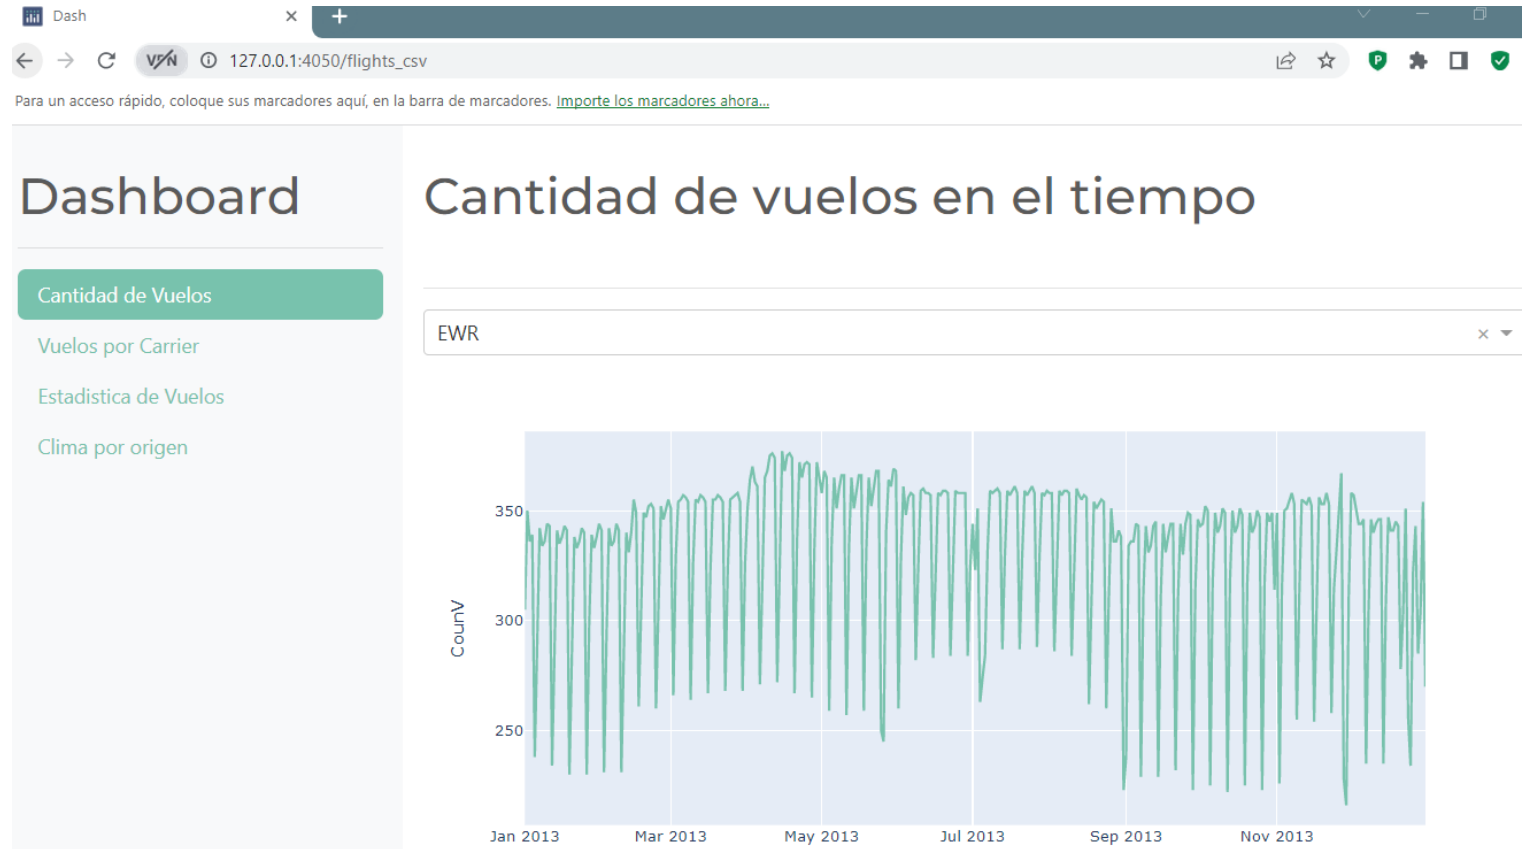 Dash
127.0.0.1:4050/flights_csv
Para un acceso rápido, coloque sus marcadores aquí, en la barra de marcadores. Importe los marcadores ahora...
Dashboard
Cantidad de Vuelos
Vuelos por Carrier
Estadistica de Vuelos
Clima por origen
Cantidad de vuelos en el tiempo
EWR
350
300
250
CounV
Jan 2013 Mar 2013 May 2013 Jul 2013 Sep 2013 Nov 2013